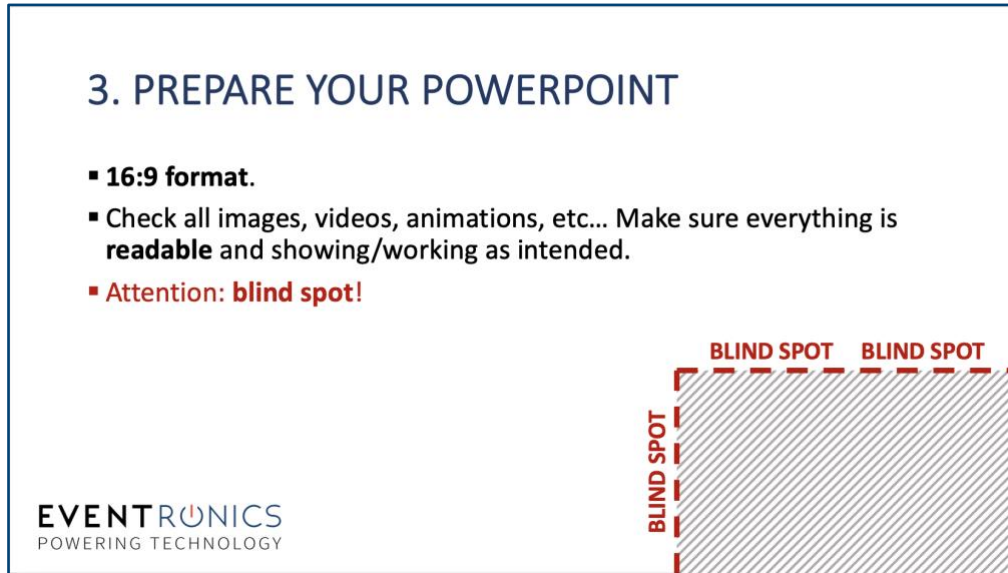 3. PREPARE YOUR POWERPOINT
▪ 16:9 format.
▪ Check all images, videos, animations, etc... Make sure everything is
readable and showing/working as intended.
▪ Attention: blind spot!
BLIND SPOT BLIND SPOT
BLIND SPOT
EVENTRONICS
POWERING TECHNOLOGY